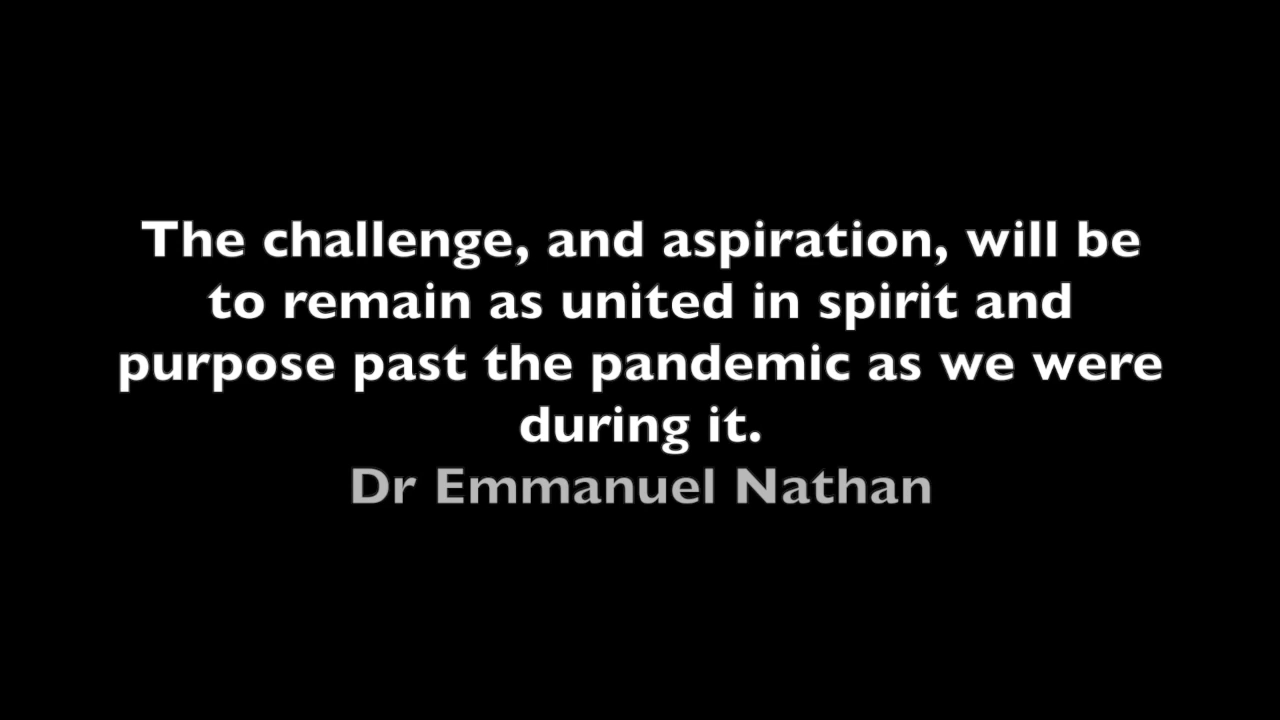 The challenge, and aspiration, will be
to remain as united in spirit and
purpose past the pandemic as we were
during it.
Dr Emmanuel Nathan